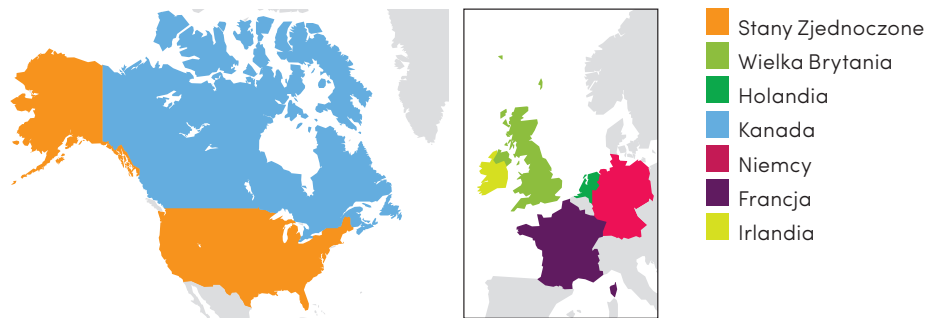 Stany Zjednoczone
Wielka Brytania
Holandia
Kanada
Niemcy
Francja
Irlandia